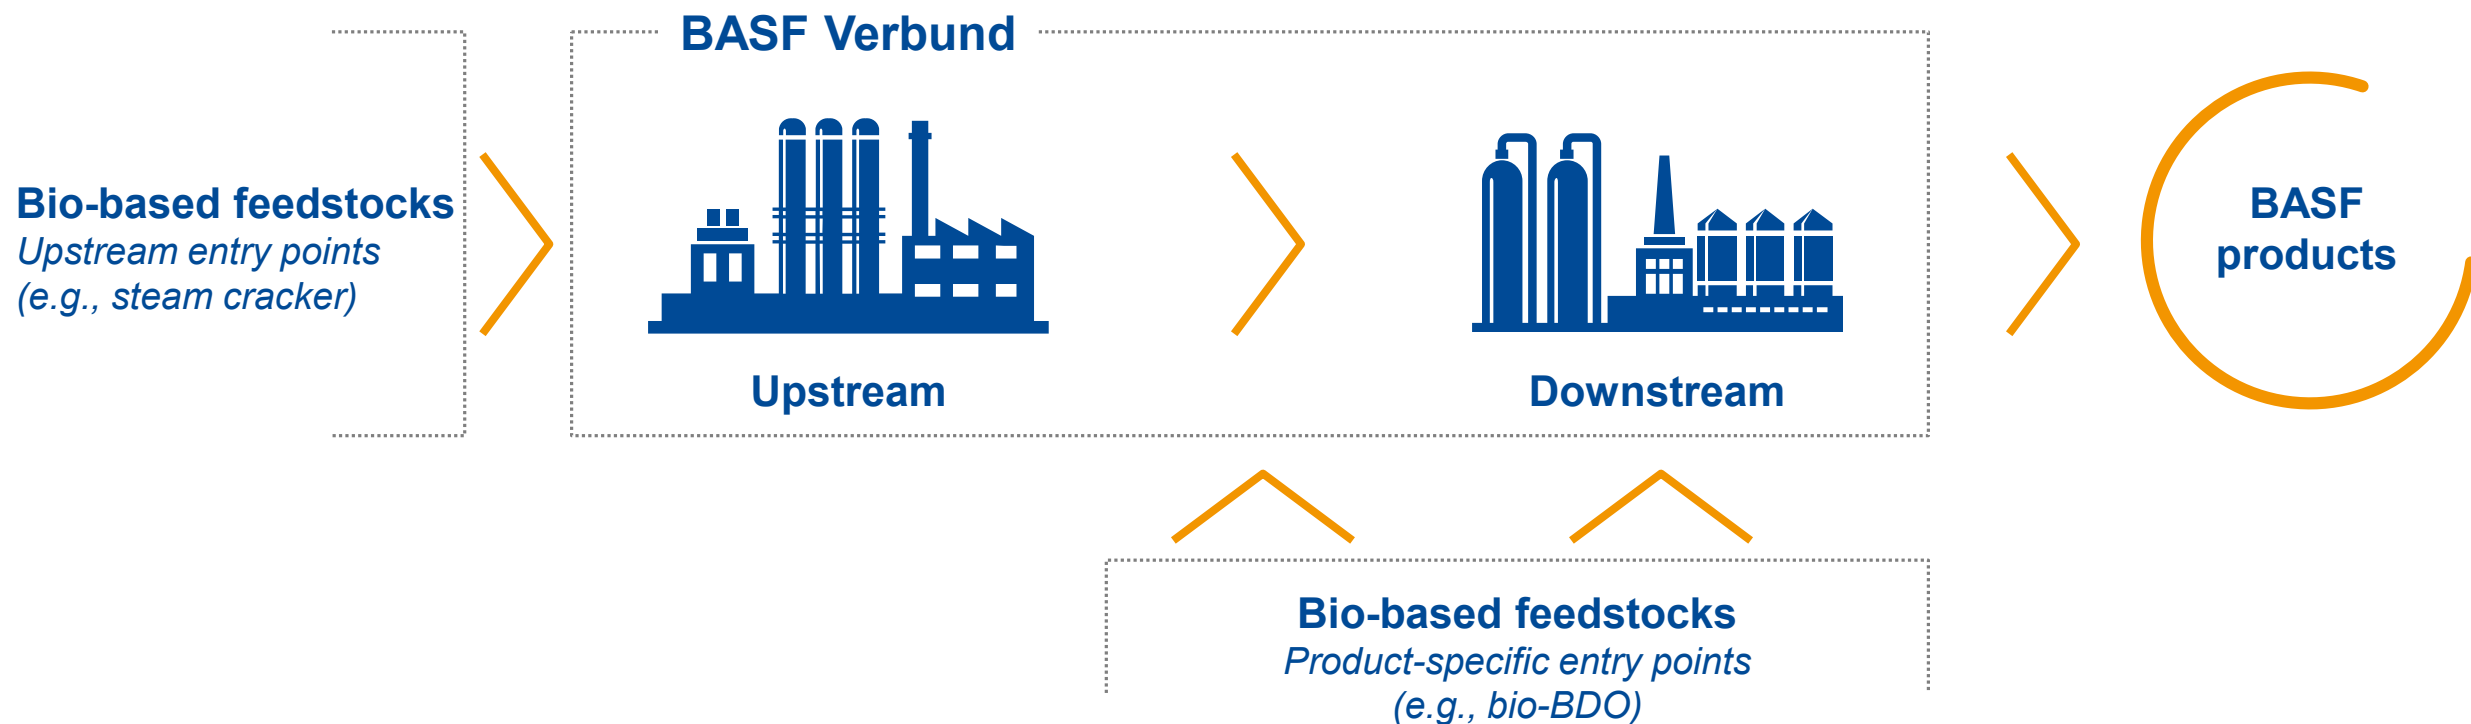 BASF Verbund
Bio-based feedstocks
Upstream entry points
(e.g., steam cracker)
Upstream
Downstream
BASF
products
Bio-based feedstocks
Product-specific entry points
(e.g., bio-BDO)